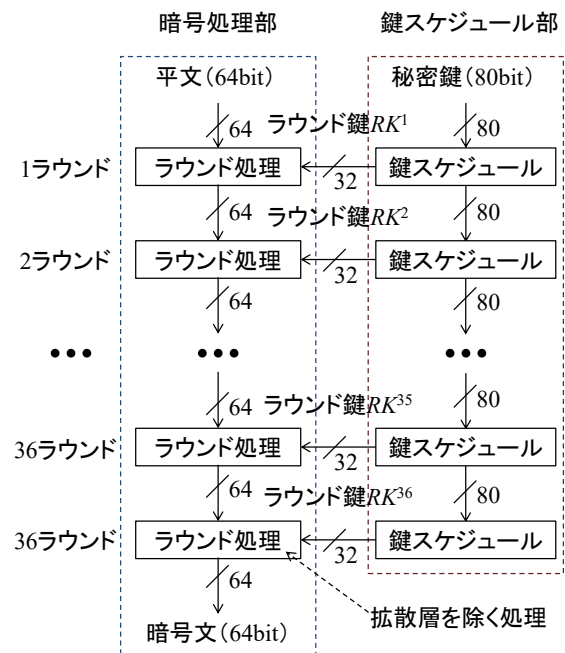 暗号処理部 鍵スケジュール部
平文(64bit) 秘密鍵(80bit)
64 ラウンド鍵RK^1 80
1ラウンド ラウンド処理 32 鍵スケジュール
64 ラウンド鍵RK^2 80
2ラウンド ラウンド処理 32 鍵スケジュール
64 80
••• ••• •••
64 ラウンド鍵RK^35 80
36ラウンド ラウンド処理 32 鍵スケジュール
64 ラウンド鍵RK^36 80
36ラウンド ラウンド処理 32 鍵スケジュール
64
拡散層を除く処理
暗号文(64bit)